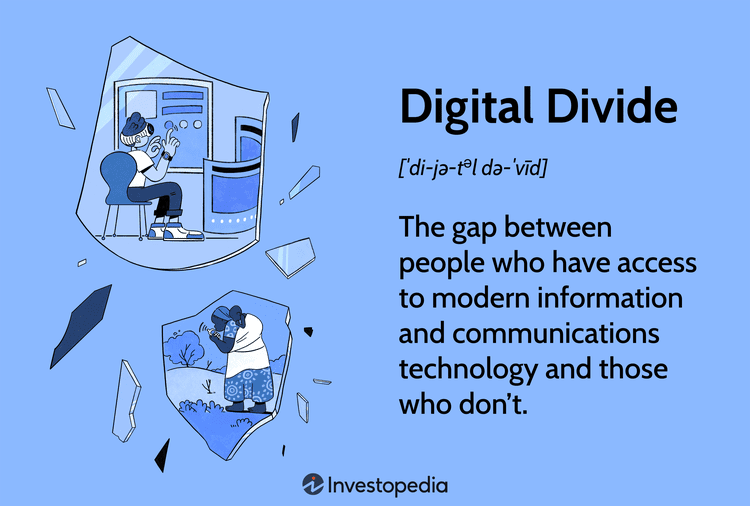 Digital Divide
[ˈdi-jə-tᵊl də-ˈvīd]
The gap between
people who have access
to modern information
and communications
technology and those
who don’t.
Investopedia